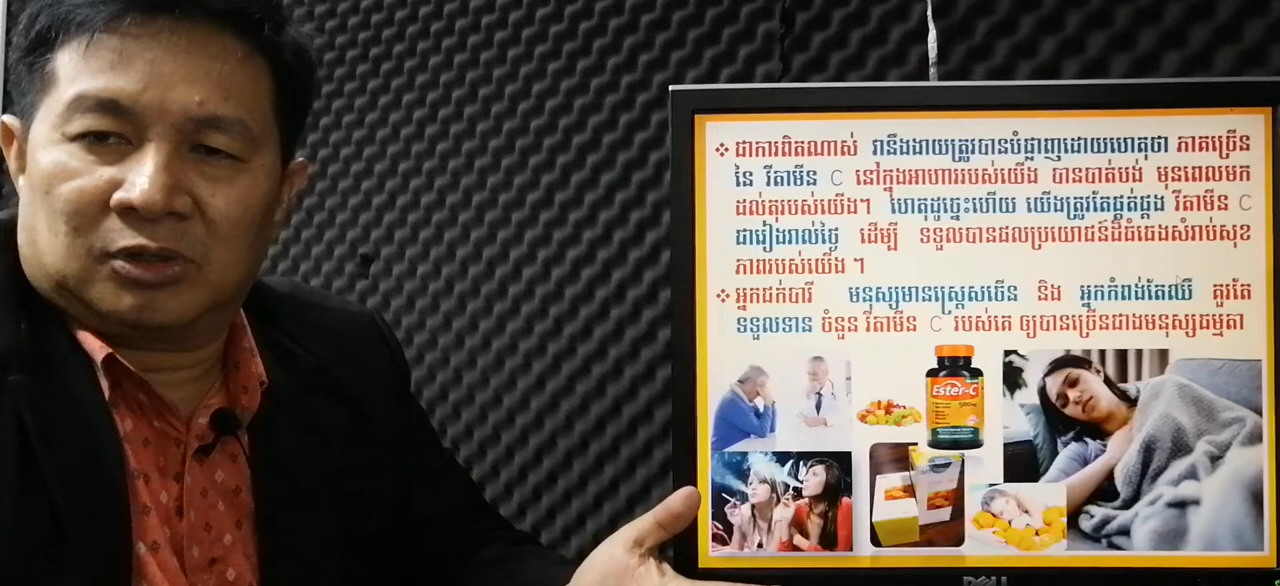 ❖ ជាការពិតណាស់ វានឹងងាយត្រូវបានបំផ្លាញដោយហេតុថា ភាគច្រើន
នៃ វីតាមីន C នៅក្នុងអាហាររបស់យើង បានបាត់បង់ មុនពេលមក
ដល់តុរបស់យើង។ ហេតុដូច្នេះហើយ យើងត្រូវតែផ្គត់ផ្គង់ វីតាមីន C
ជារៀងរាល់ថ្ងៃ ដើម្បី ទទួលបានផលប្រយោជន៍ដ៏ធំធេងសំរាប់សុខ
ភាពរបស់យើង ។
❖ អ្នកជក់បារី មនុស្សមានស្ត្រេសច្រើន និង អ្នកកំពង់តែឈឺ គួរតែ
ទទួលទាន ចំនួន វីតាមីន C របស់គេ ឲ្យបានច្រើនជាងមនុស្សធម្មតា
Ester-C
500mg
DELL